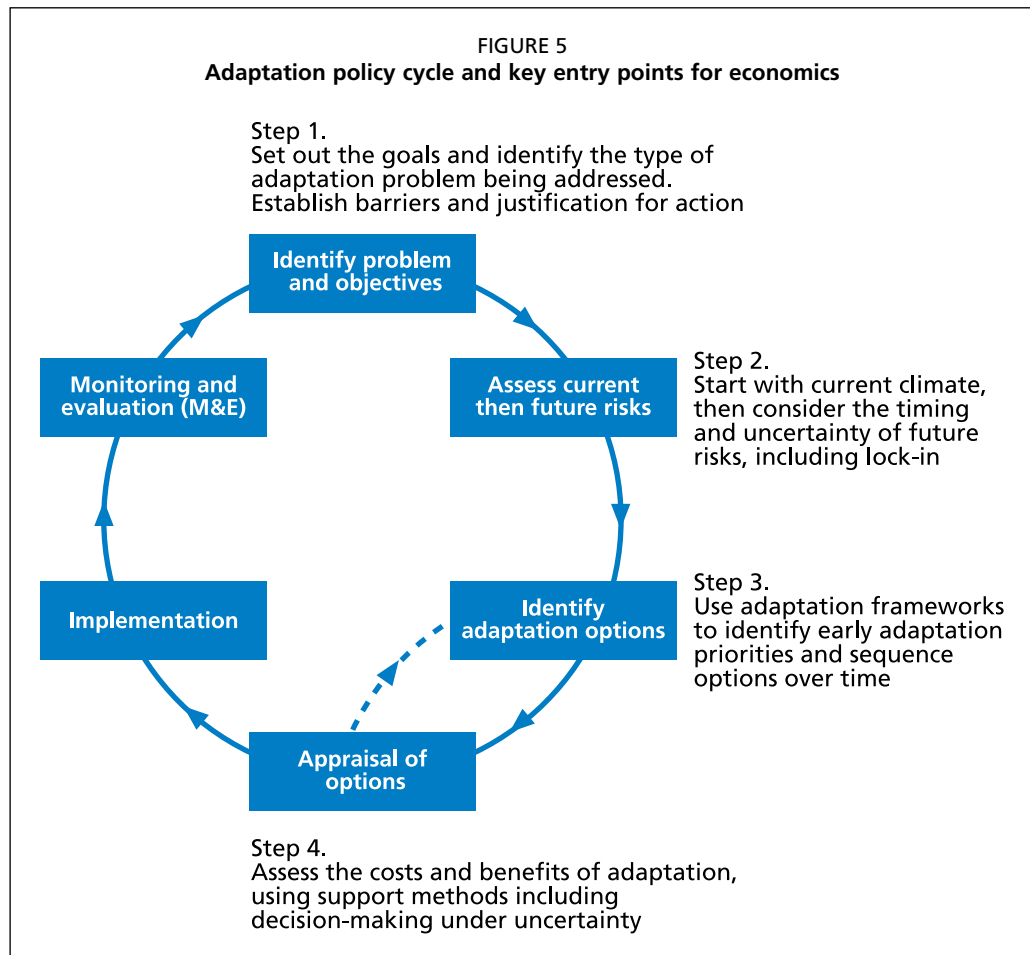 FIGURE 5
Adaptation policy cycle and key entry points for economics
Step 1.
Set out the goals and identify the type of
adaptation problem being addressed.
Establish barriers and justification for action
Identify problem
and objectives
Monitoring and
evaluation (M&E)
Assess current
then future risks
Step 2.
Start with current climate,
then consider the timing
and uncertainty of future
risks, including lock-in
Implementation
Identify
adaptation options
Step 3.
Use adaptation frameworks
to identify early adaptation
priorities and sequence
options over time
Appraisal of
options
Step 4.
Assess the costs and benefits of adaptation,
using support methods including
decision-making under uncertainty